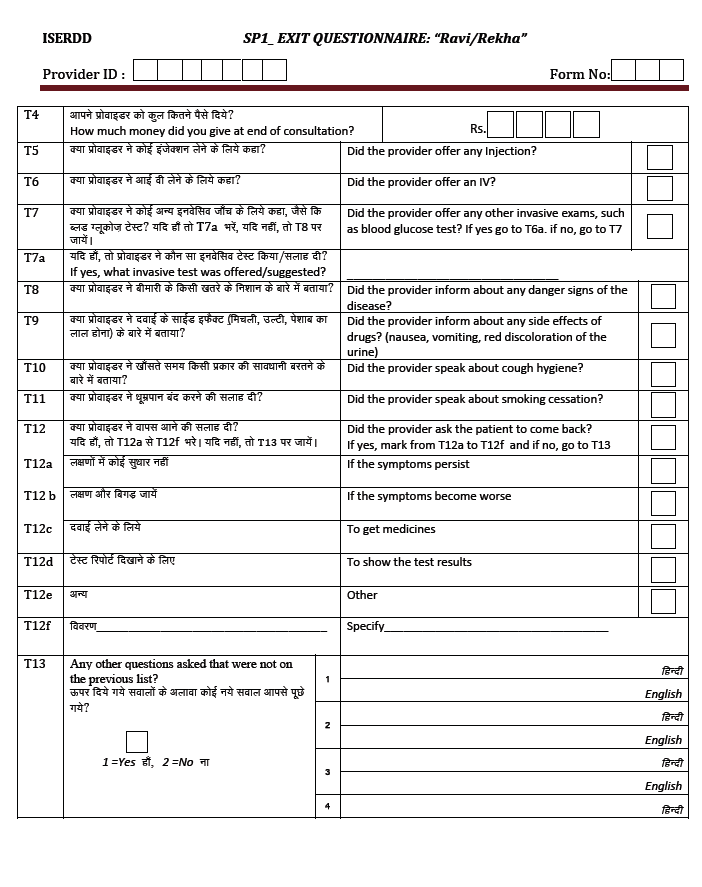 ISERDD
SP1_ EXIT QUESTIONNAIRE: “Ravi/Rekha”
Provider ID :
Form No:
T4
आपने प्रोवाइडर को कुल कितने पैसे दिये?
How much money did you give at end of consultation?
Rs.
T5
क्या प्रोवाइडर ने कोई इंजेक्शन लेने के लिये कहा?
Did the provider offer any Injection?
T6
क्या प्रोवाइडर ने आई वी लेने के लिये कहा?
Did the provider offer an IV?
T7
क्या प्रोवाइडर ने कोई अन्य इनवेसिव जाँच के लिये कहा, जैसे कि
ब्लड ग्लूकोज़ टेस्ट? यदि हाँ तो T7a भरें, यदि नहीं, तो T8 पर
जायें।
Did the provider offer any other invasive exams, such
as blood glucose test? If yes go to T6a. if no, go to T7
T7a
यदि हाँ, तो प्रोवाइडर ने कौन सा इनवेसिव टेस्ट किया/सलाह दी?
If yes, what invasive test was offered/suggested?
T8
क्या प्रोवाइडर ने बीमारी के किसी खतरे के निशान के बारे में बताया?
Did the provider inform about any danger signs of the
disease?
T9
क्या प्रोवाइडर ने दवाई के साईड इफैक्ट (मिचली, उल्टी, पेशाब का
लाल होना) के बारे में बताया?
Did the provider inform about any side effects of
drugs? (nausea, vomiting, red discoloration of the
urine)
T10
क्या प्रोवाइडर ने खाँसते समय किसी प्रकार की सावधानी बरतने के
बारे में बताया?
Did the provider speak about cough hygiene?
T11
क्या प्रोवाइडर ने धूम्रपान बंद करने की सलाह दी?
Did the provider speak about smoking cessation?
T12
क्या प्रोवाइडर ने वापस आने की सलाह दी?
यदि हाँ, तो T12a से T12f भरे। यदि नहीं, तो T13 पर जायें।
Did the provider ask the patient to come back?
If yes, mark from T12a to T12f and if no, go to T13
T12a
लक्षणों में कोई सुधार नहीं
If the symptoms persist
T12 b
लक्षण और बिगड़ जायें
If the symptoms become worse
T12c
दवाई लेने के लिये
To get medicines
T12d
टेस्ट रिपोर्ट दिखाने के लिए
To show the test results
T12e
अन्य
Other
T12f
विवरण
Specify
T13
Any other questions asked that were not on
the previous list?
ऊपर दिये गये सवालों के अलावा कोई नये सवाल आपसे पूछे
गये?
1 =Yes हाँ, 2 =No ना
1
हिन्दी
English
2
हिन्दी
English
3
हिन्दी
English
4
हिन्दी